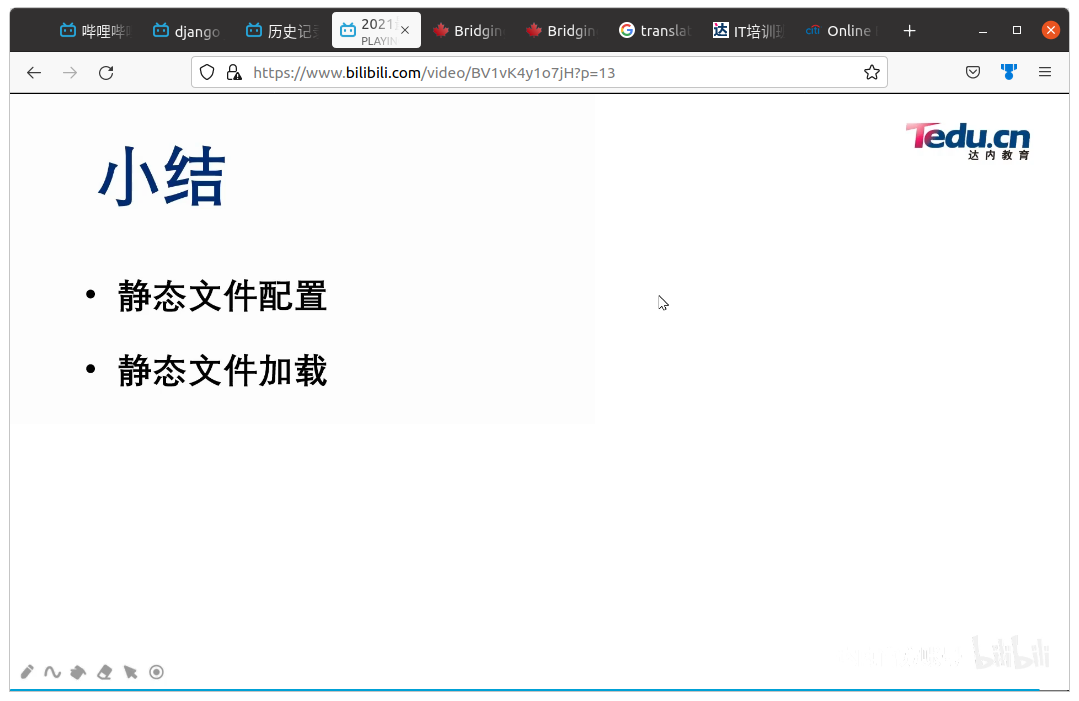 哔哩哔
django
历史记
2021
PLAYIN
Bridgin
Bridgin
translat
IT培训
Online
https://www.bilibili.com/video/BV1vK4y1o7jH?p=13
Tedu.cn
达内教育
小结
• 静态文件配置
• 静态文件加载
bilibili